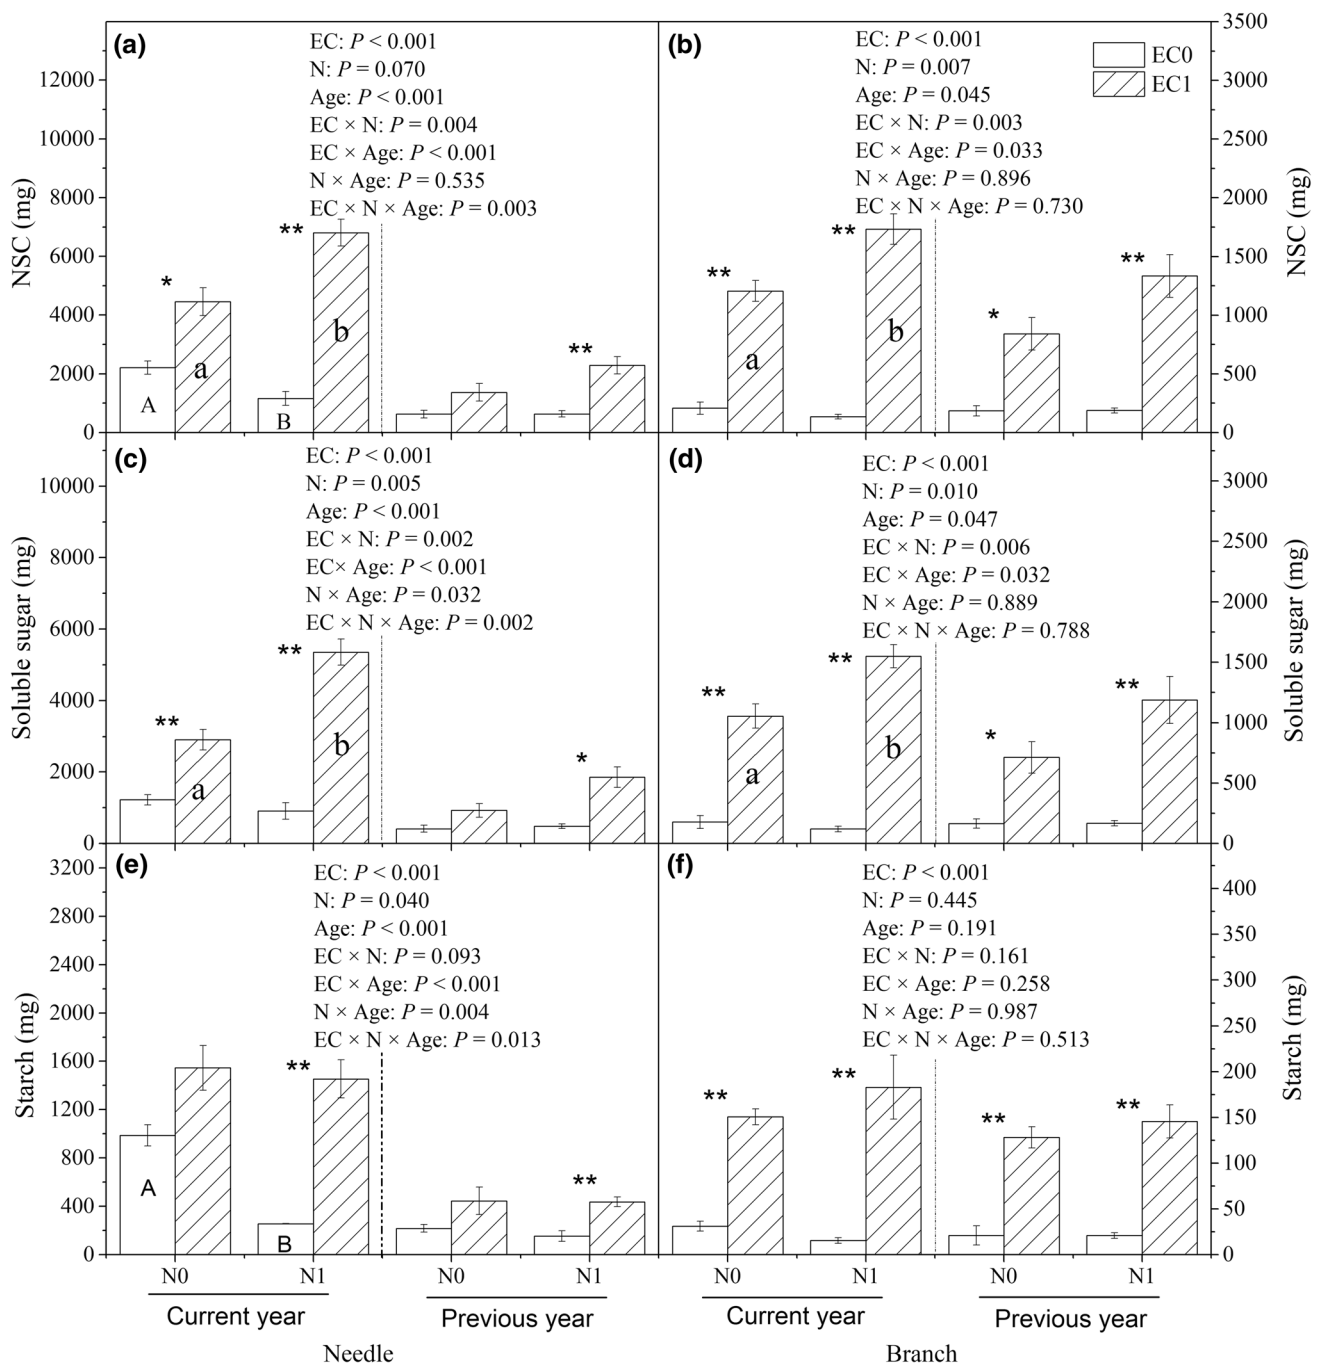 (a)
EC: P < 0.001
N: P = 0.070
Age: P < 0.001
EC × N: P = 0.004
EC × Age: P < 0.001
N × Age: P = 0.535
EC × N × Age: P = 0.003
12000
10000
8000
6000
4000
2000
0
NSC (mg)
*
**
**
A
a
B
b
(b)
EC: P < 0.001
N: P = 0.007
Age: P = 0.045
EC × N: P = 0.003
EC × Age: P = 0.033
N × Age: P = 0.896
EC × N × Age: P = 0.730
EC0
EC1
**
**
*
**
a
b
3500
3000
2500
2000
1500
1000
500
0
NSC (mg)
(c)
EC: P < 0.001
N: P = 0.005
Age: P < 0.001
EC × N: P = 0.002
EC× Age: P < 0.001
N × Age: P = 0.032
EC × N × Age: P = 0.002
10000
8000
6000
4000
2000
0
Soluble sugar (mg)
**
**
*
a
b
(d)
EC: P < 0.001
N: P = 0.010
Age: P = 0.047
EC × N: P = 0.006
EC × Age: P = 0.032
N × Age: P = 0.889
EC × N × Age: P = 0.788
**
**
*
**
a
b
3000
2500
2000
1500
1000
500
0
Soluble sugar (mg)
(e)
EC: P < 0.001
N: P = 0.040
Age: P < 0.001
EC × N: P = 0.093
EC × Age: P < 0.001
N × Age: P = 0.004
EC × N × Age: P = 0.013
3200
2800
2400
2000
1600
1200
800
400
0
Starch (mg)
**
**
A
B
(f)
EC: P < 0.001
N: P = 0.445
Age: P = 0.191
EC × N: P = 0.161
EC × Age: P = 0.258
N × Age: P = 0.987
EC × N × Age: P = 0.513
**
**
**
**
400
350
300
250
200
150
100
50
0
Starch (mg)
N0 N1 N0 N1 N0 N1
Current year Previous year Current year Previous year
Needle Branch